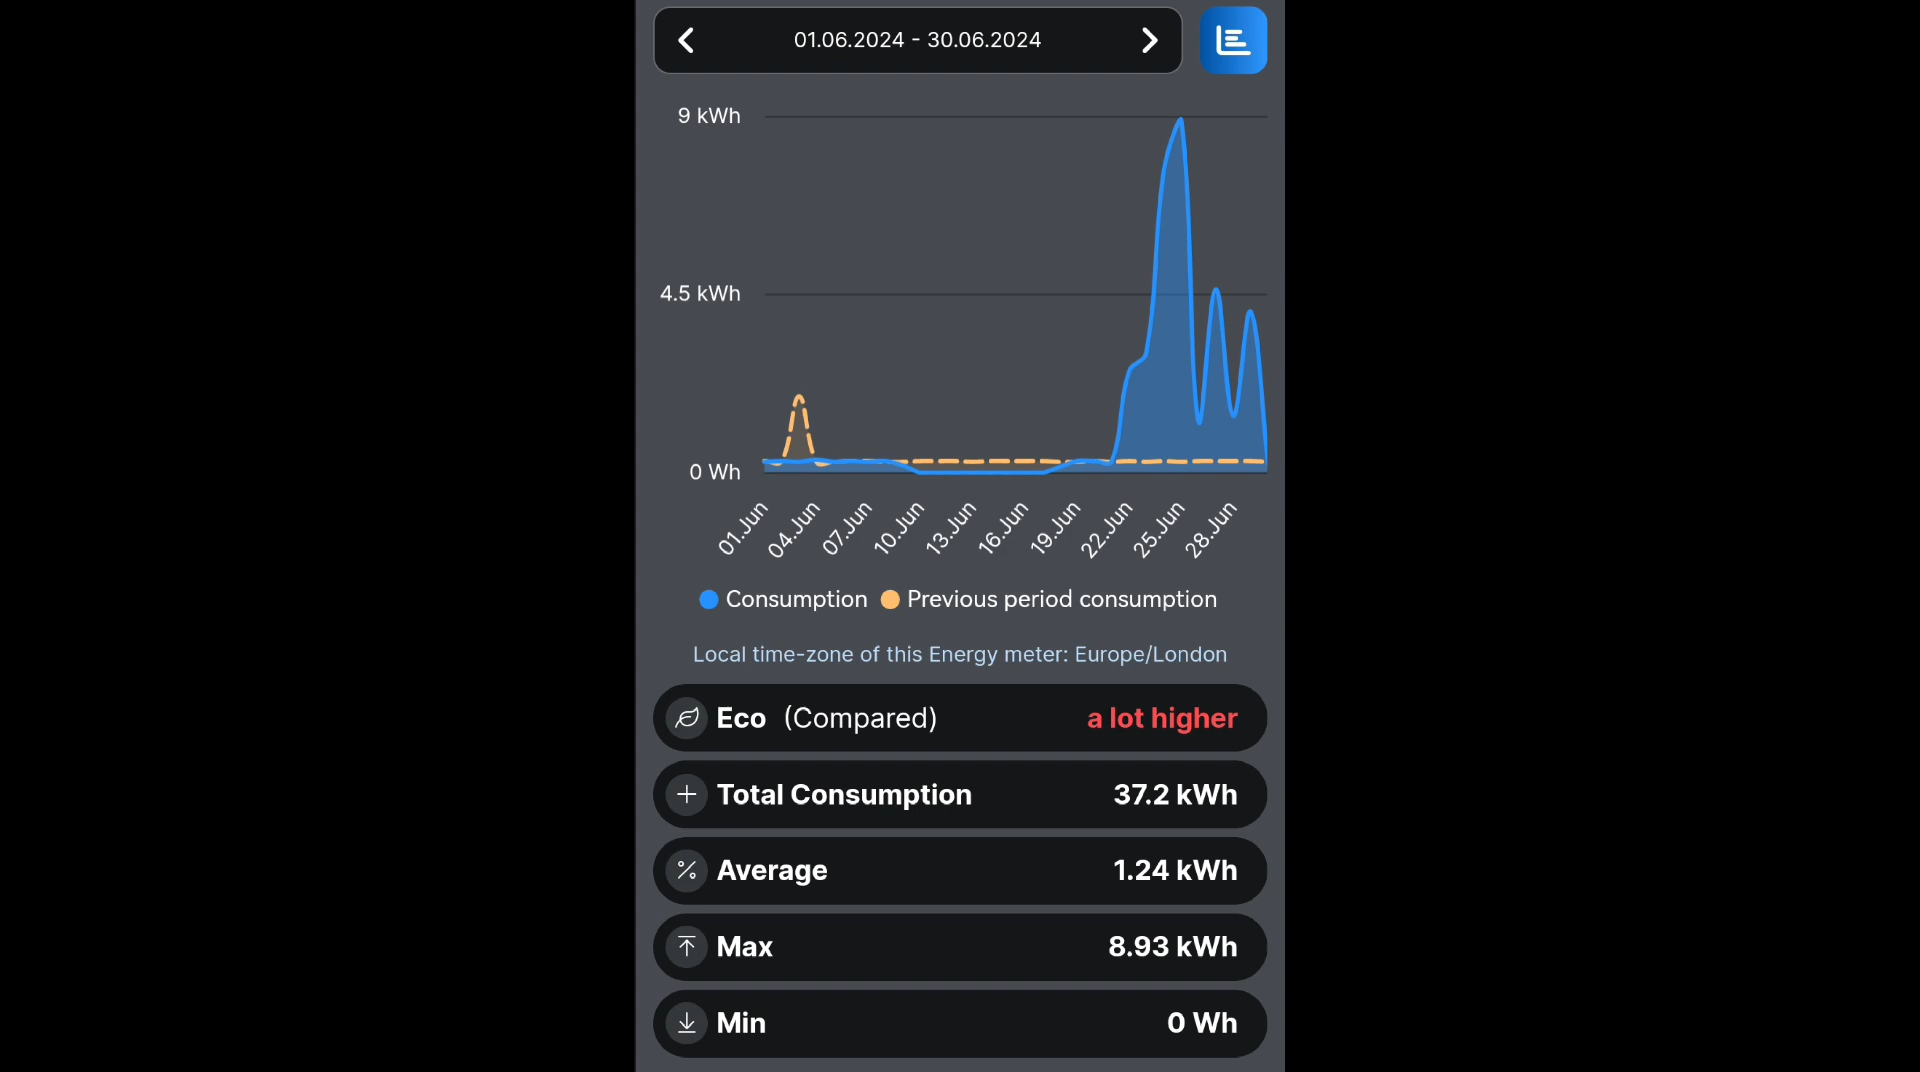 01.06.2024 - 30.06.2024
9 kWh
4.5 kWh
0 Wh
01.Jun 04.Jun 07.Jun 10.Jun 13.Jun 16.Jun 19.Jun 22.Jun 25.Jun 28.Jun
Consumption Previous period consumption
Local time-zone of this Energy meter: Europe/London
Eco (Compared) a lot higher
Total Consumption 37.2 kWh
Average 1.24 kWh
Max 8.93 kWh
Min 0 Wh